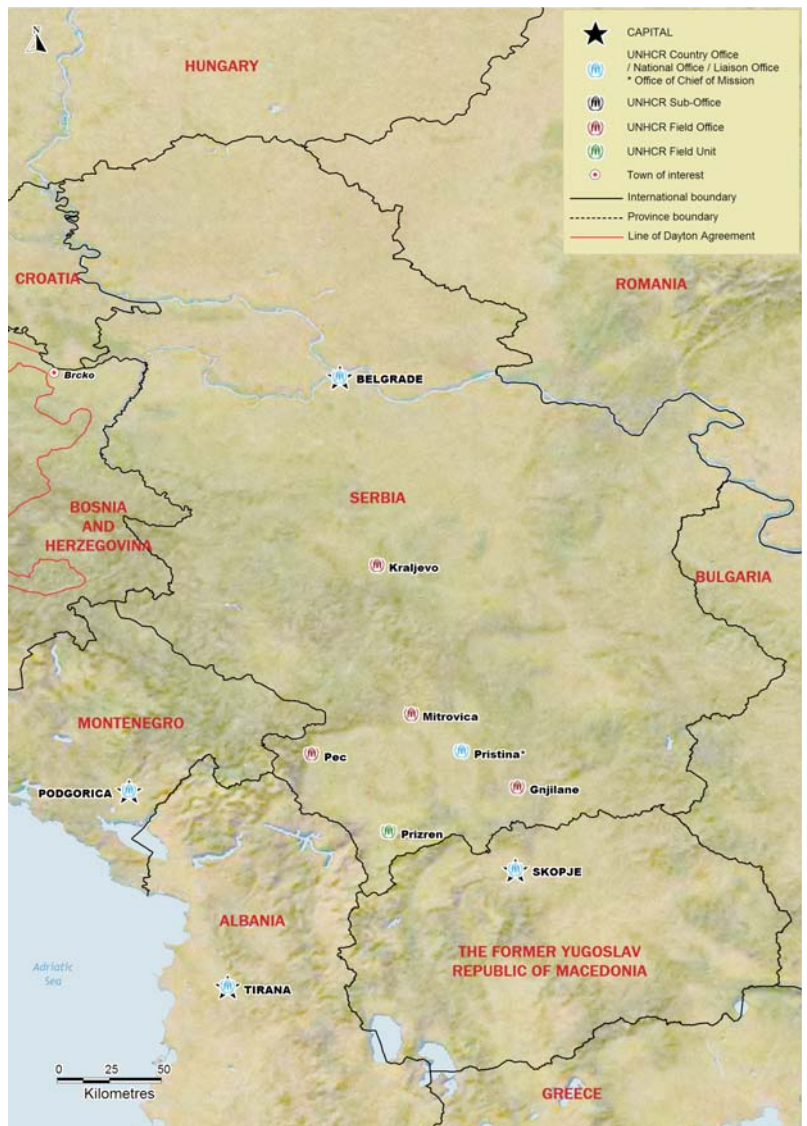 N
HUNGARY
CAPITAL
UNHCR Country Office
/ National Office / Liaison Office
* Office of Chief of Mission
UNHCR Sub-Office
UNHCR Field Office
UNHCR Field Unit
Town of interest
International boundary
Province boundary
Line of Dayton Agreement
CROATIA
ROMANIA
Brcko
BELGRADE
SERBIA
BOSNIA
AND
HERZEGOVINA
Kraljevo
BULGARIA
MONTENEGRO
Mitrovica
Pec
Pristina*
PODGORICA
Gnjilane
Prizren
SKOPJE
ALBANIA
THE FORMER YUGOSLAV
REPUBLIC OF MACEDONIA
Adriatic
Sea
TIRANA
0 25 50
Kilometres
GREECE